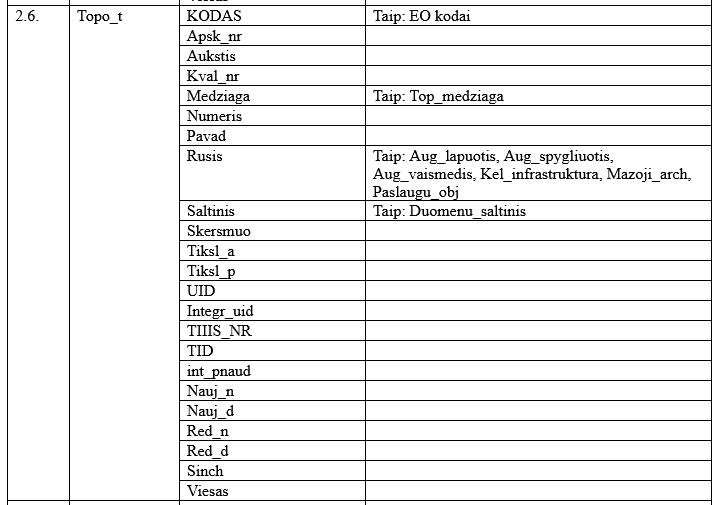 2.6. Topo_t KODAS Taip: EO kodai
Apsk_nr
Aukstis
Kval_nr
Medziaga Taip: Top_medziaga
Numeris
Pavad
Rusis Taip: Aug_lapuotis, Aug_spygliuotis,
Aug_vaismedis, Kel_infrastruktura, Mazoji_arch,
Paslaugu_obj
Saltinis Taip: Duomenu_saltinis
Skersmuo
Tiksl_a
Tiksl_p
UID
Integr_uid
TIIIS_NR
TID
int_pnaud
Nauj_n
Nauj_d
Red_n
Red_d
Sinch
Viesas